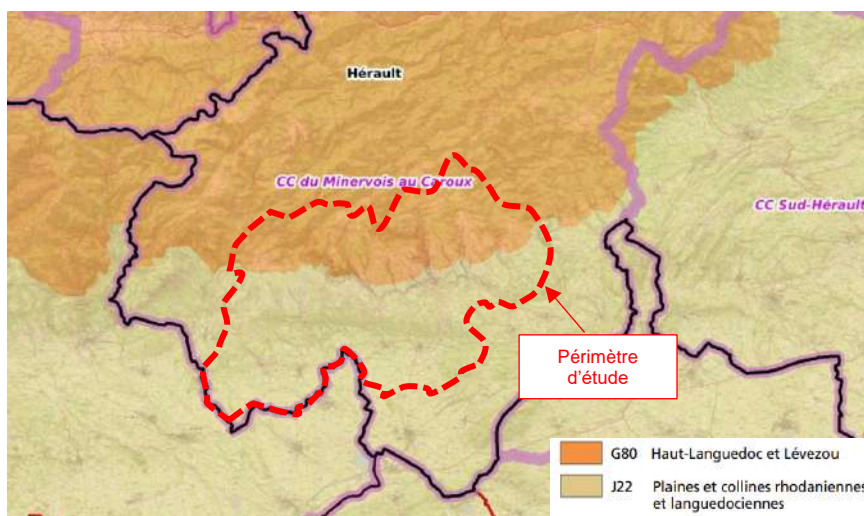 Hérault
CC du Minervois au Caroux
CC Sud-Hérault
Périmètre
d'étude
G80 Haut-Languedoc et Lévezou
J22 Plaines et collines rhodaniennes
et languedociennes